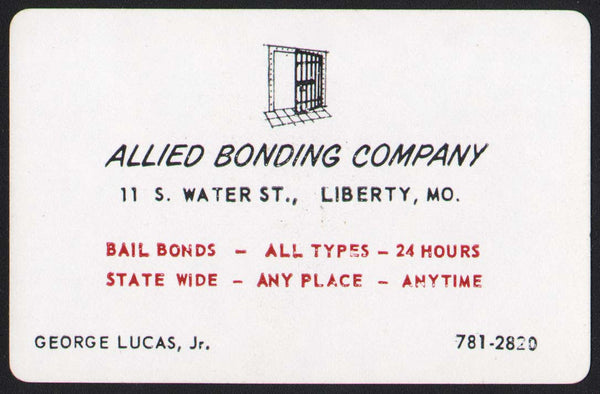 ALLIED BONDING COMPANY
11 S. WATER ST., LIBERTY, MO.
BAIL BONDS - ALL TYPES - 24 HOURS
STATE WIDE - ANY PLACE - ANYTIME
GEORGE LUCAS, Jr. 781-2820